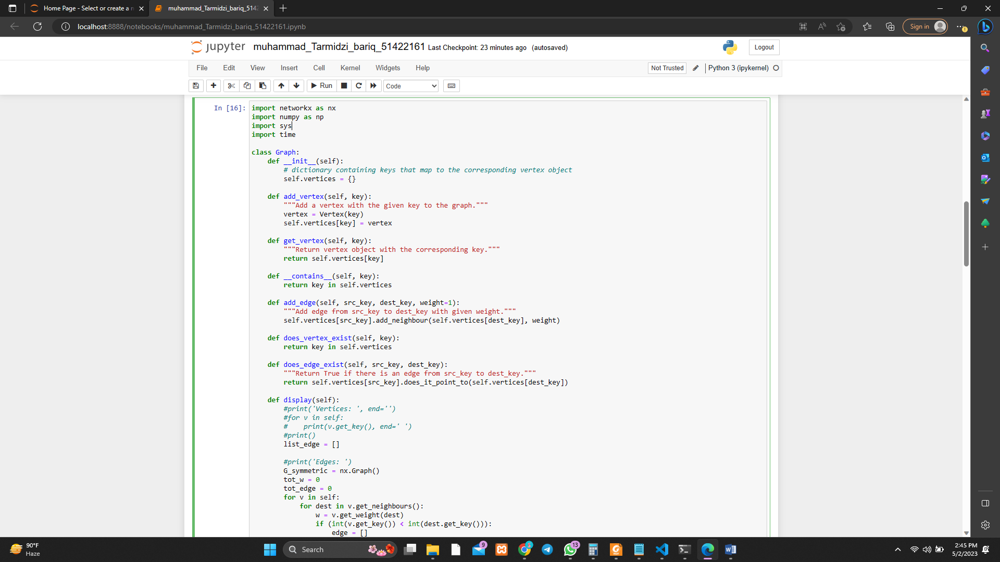 Home Page - Select or create a n
muhammad_Tarmidzi_bariq_5142
localhost:8888/notebooks/muhammad_Tarmidzi_bariq_51422161.ipynb
Sign in
jupyter muhammad_Tarmidzi_bariq_51422161 Last Checkpoint: 23 minutes ago (autosaved)
Logout
File Edit View Insert Cell Kernel Widgets Help
Not Trusted
Python 3 (ipykernel)
Run
Code
In [16]:
import networkx as nx
import numpy as np
import sys
import time
class Graph:
    def __init__(self):
        # dictionary containing keys that map to the corresponding vertex object
        self.vertices = {}
    def add_vertex(self, key):
        """Add a vertex with the given key to the graph."""
        vertex = Vertex(key)
        self.vertices[key] = vertex
    def get_vertex(self, key):
        """Return vertex object with the corresponding key."""
        return self.vertices[key]
    def __contains__(self, key):
        return key in self.vertices
    def add_edge(self, src_key, dest_key, weight=1):
        """Add edge from src_key to dest_key with given weight."""
        self.vertices[src_key].add_neighbour(self.vertices[dest_key], weight)
    def does_vertex_exist(self, key):
        return key in self.vertices
    def does_edge_exist(self, src_key, dest_key):
        """Return True if there is an edge from src_key to dest_key."""
        return self.vertices[src_key].does_it_point_to(self.vertices[dest_key])
    def display(self):
        #print('Vertices: ', end='')
        #for v in self:
        #    print(v.get_key(), end=' ')
        #print()
        list_edge = []
        #print('Edges: ')
        G_symmetric = nx.Graph()
        tot_w = 0
        tot_edge = 0
        for v in self:
            for dest in v.get_neighbours():
                w = v.get_weight(dest)
                if (int(v.get_key()) < int(dest.get_key())):
                    edge = []
90°F
Haze
Search
9
13
2:45 PM
5/2/2023